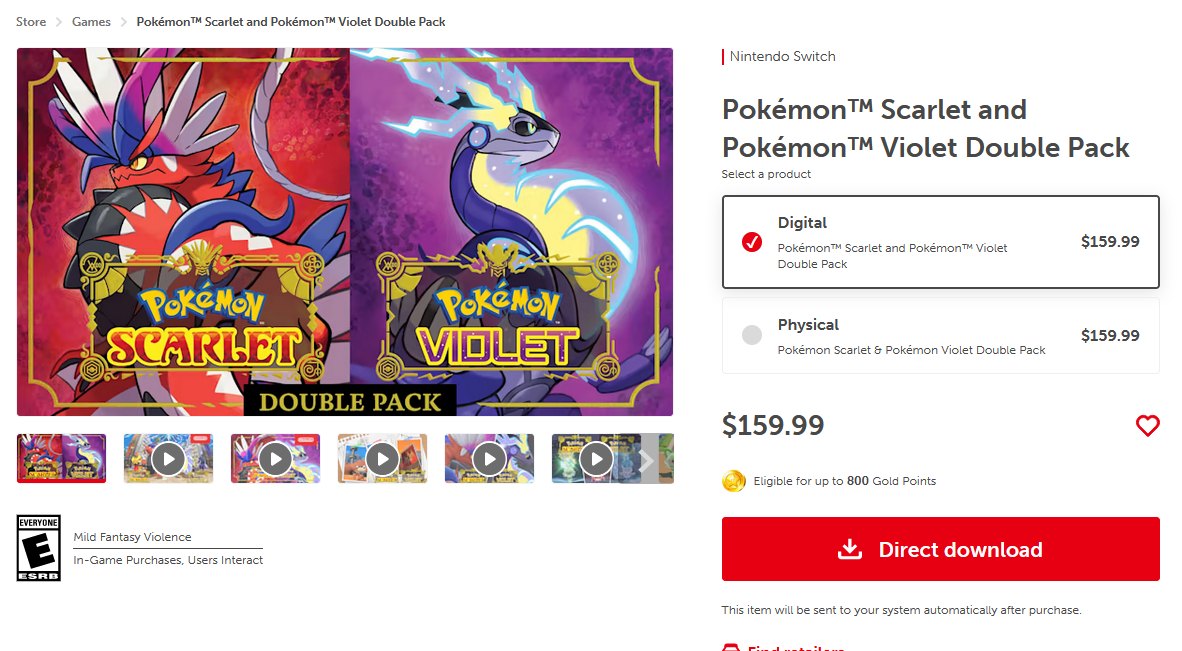 Store > Games > Pokémon™ Scarlet and Pokémon™ Violet Double Pack
POKÉMON
SCARLET
POKÉMON
VIOLET
DOUBLE PACK
EVERYONE
E
ESRB
Mild Fantasy Violence
In-Game Purchases, Users Interact
Nintendo Switch
Pokémon™ Scarlet and
Pokémon™ Violet Double Pack
Select a product
Digital
Pokémon™ Scarlet and Pokémon™ Violet
Double Pack
$159.99
Physical
Pokémon Scarlet & Pokémon Violet Double Pack
$159.99
$159.99
Eligible for up to 800 Gold Points
Direct download
This item will be sent to your system automatically after purchase.
Find retailers